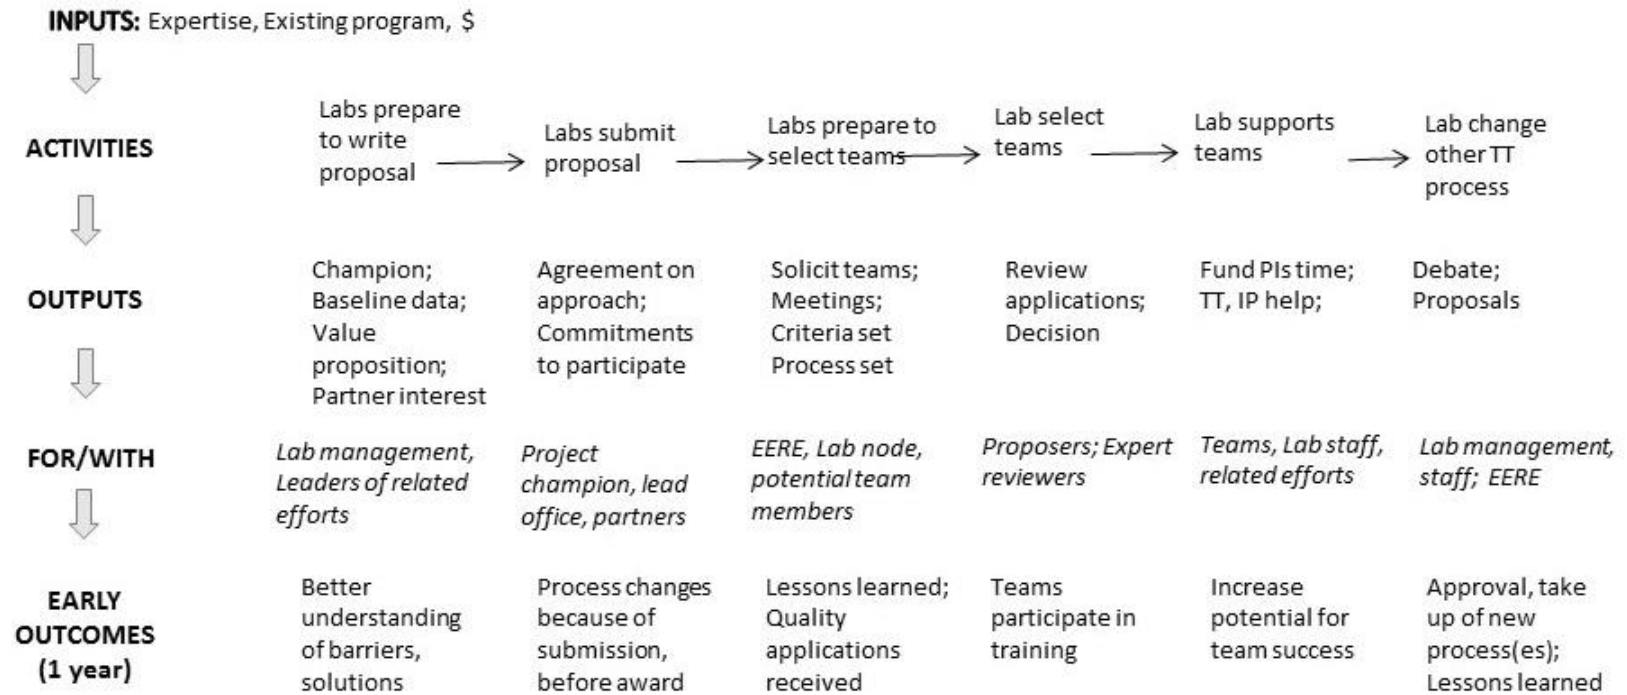 INPUTS: Expertise, Existing program, $
ACTIVITIES
Labs prepare
to write
proposal
Labs submit
proposal
Labs prepare to
select teams
Lab select
teams
Lab supports
teams
Lab change
other TT
process
OUTPUTS
Champion;
Baseline data;
Value
proposition;
Partner interest
Agreement on
approach;
Commitments
to participate
Solicit teams;
Meetings;
Criteria set
Process set
Review
applications;
Decision
Fund PIs time;
TT, IP help;
Debate;
Proposals
FOR/WITH
Lab management,
Leaders of related
efforts
Project
champion, lead
office, partners
EERE, Lab node,
potential team
members
Proposers; Expert
reviewers
Teams, Lab staff,
related efforts
Lab management,
staff; EERE
EARLY
OUTCOMES
(1 year)
Better
understanding
of barriers,
solutions
Process changes
because of
submission,
before award
Lessons learned;
Quality
applications
received
Teams
participate in
training
Increase
potential for
team success
Approval, take
up of new
process(es);
Lessons learned